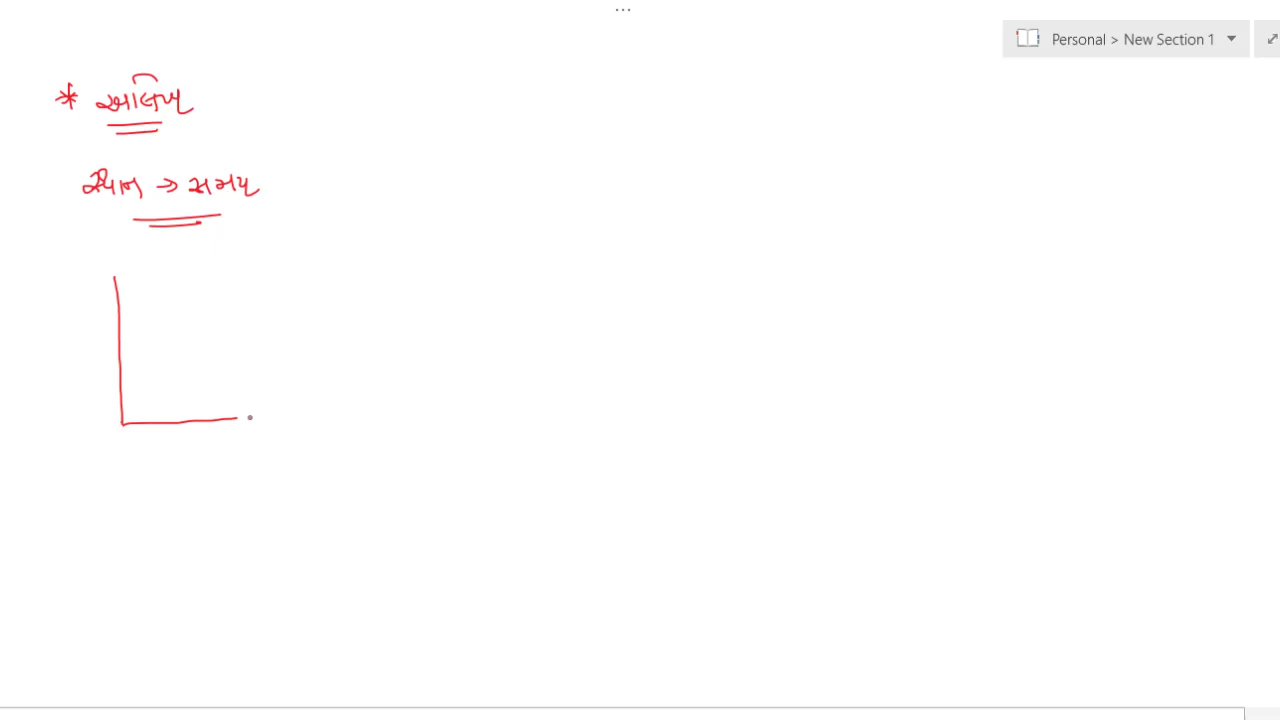 ...
Personal > New Section 1
* આલેખ
સ્થાન → સમય